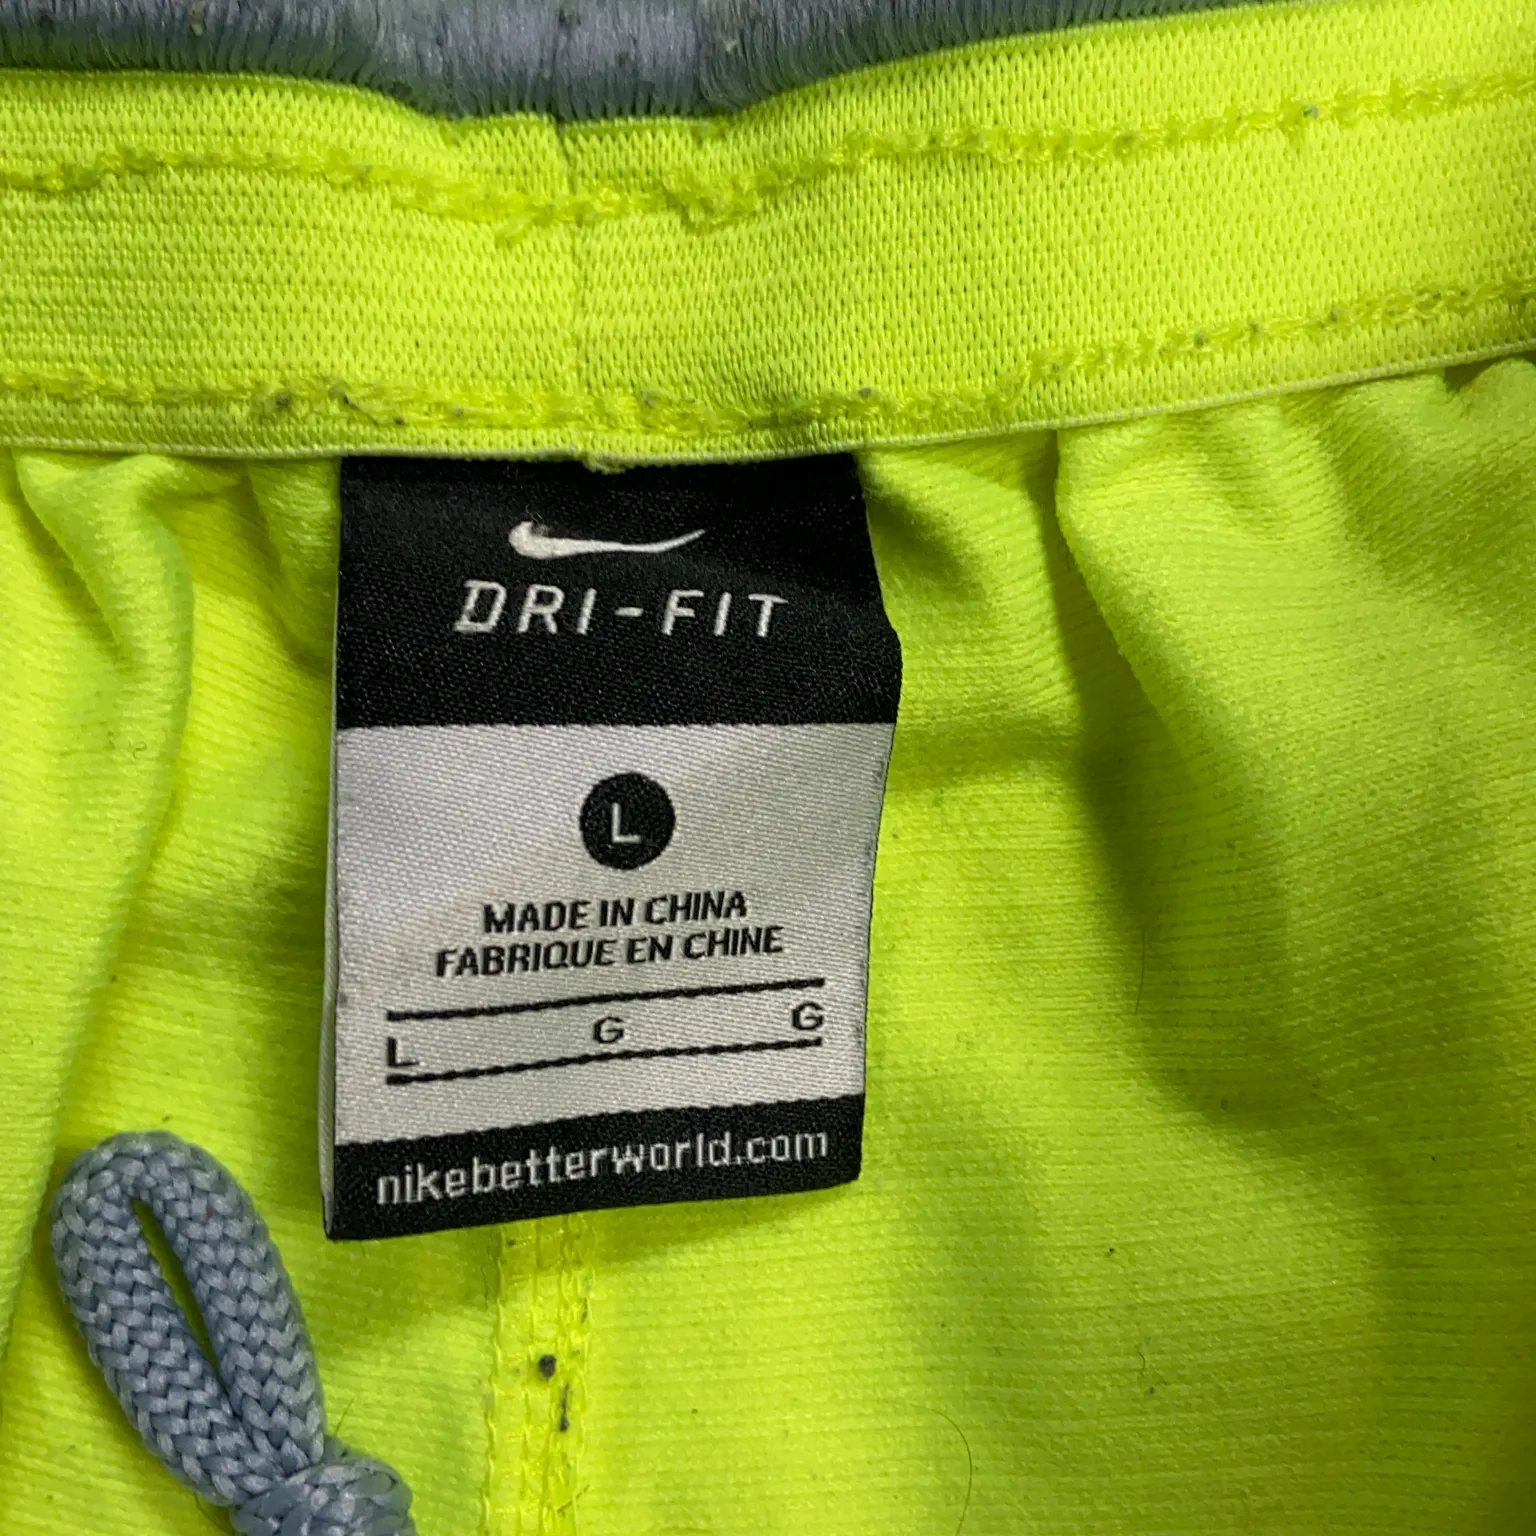 DRI-FIT
L
MADE IN CHINA
FABRIQUE EN CHINE
L G G
nikebetterworld.com